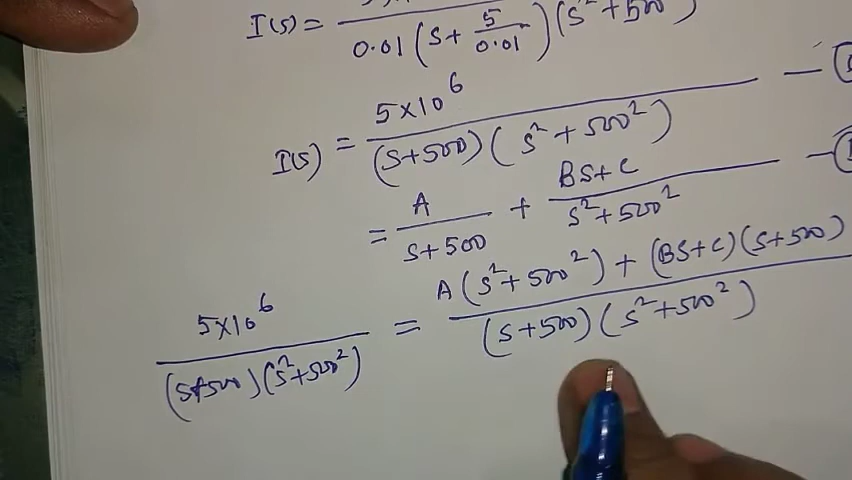 I(s) =
0.01 (s + 5/0.01) (s² + 500²)
I(s) = 5×10⁶ / (s+500)(s² + 500²)
= A/(s+500) + (Bs+C)/(s²+500²)
5×10⁶ / (s+500)(s²+500²) = A(s²+500²) + (Bs+C)(s+500) / (s+500)(s²+500²)